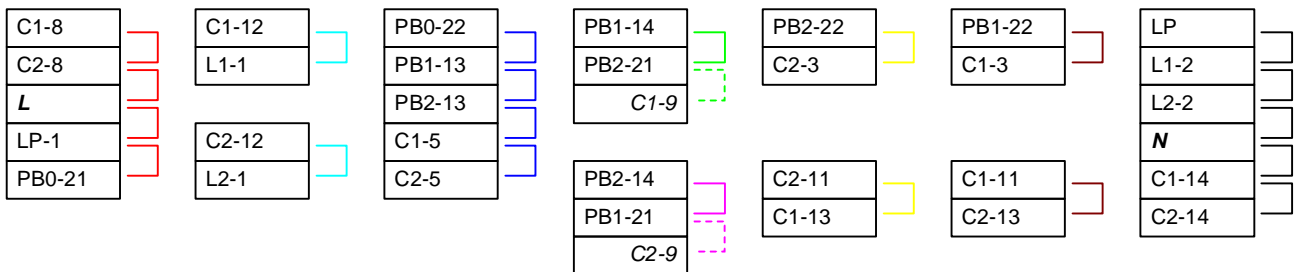 C1-8
C2-8
L
LP-1
PB0-21
C1-12
L1-1
C2-12
L2-1
PB0-22
PB1-13
PB2-13
C1-5
C2-5
PB1-14
PB2-21
C1-9
PB2-14
PB1-21
C2-9
PB2-22
C2-3
C2-11
C1-13
PB1-22
C1-3
C1-11
C2-13
LP
L1-2
L2-2
N
C1-14
C2-14